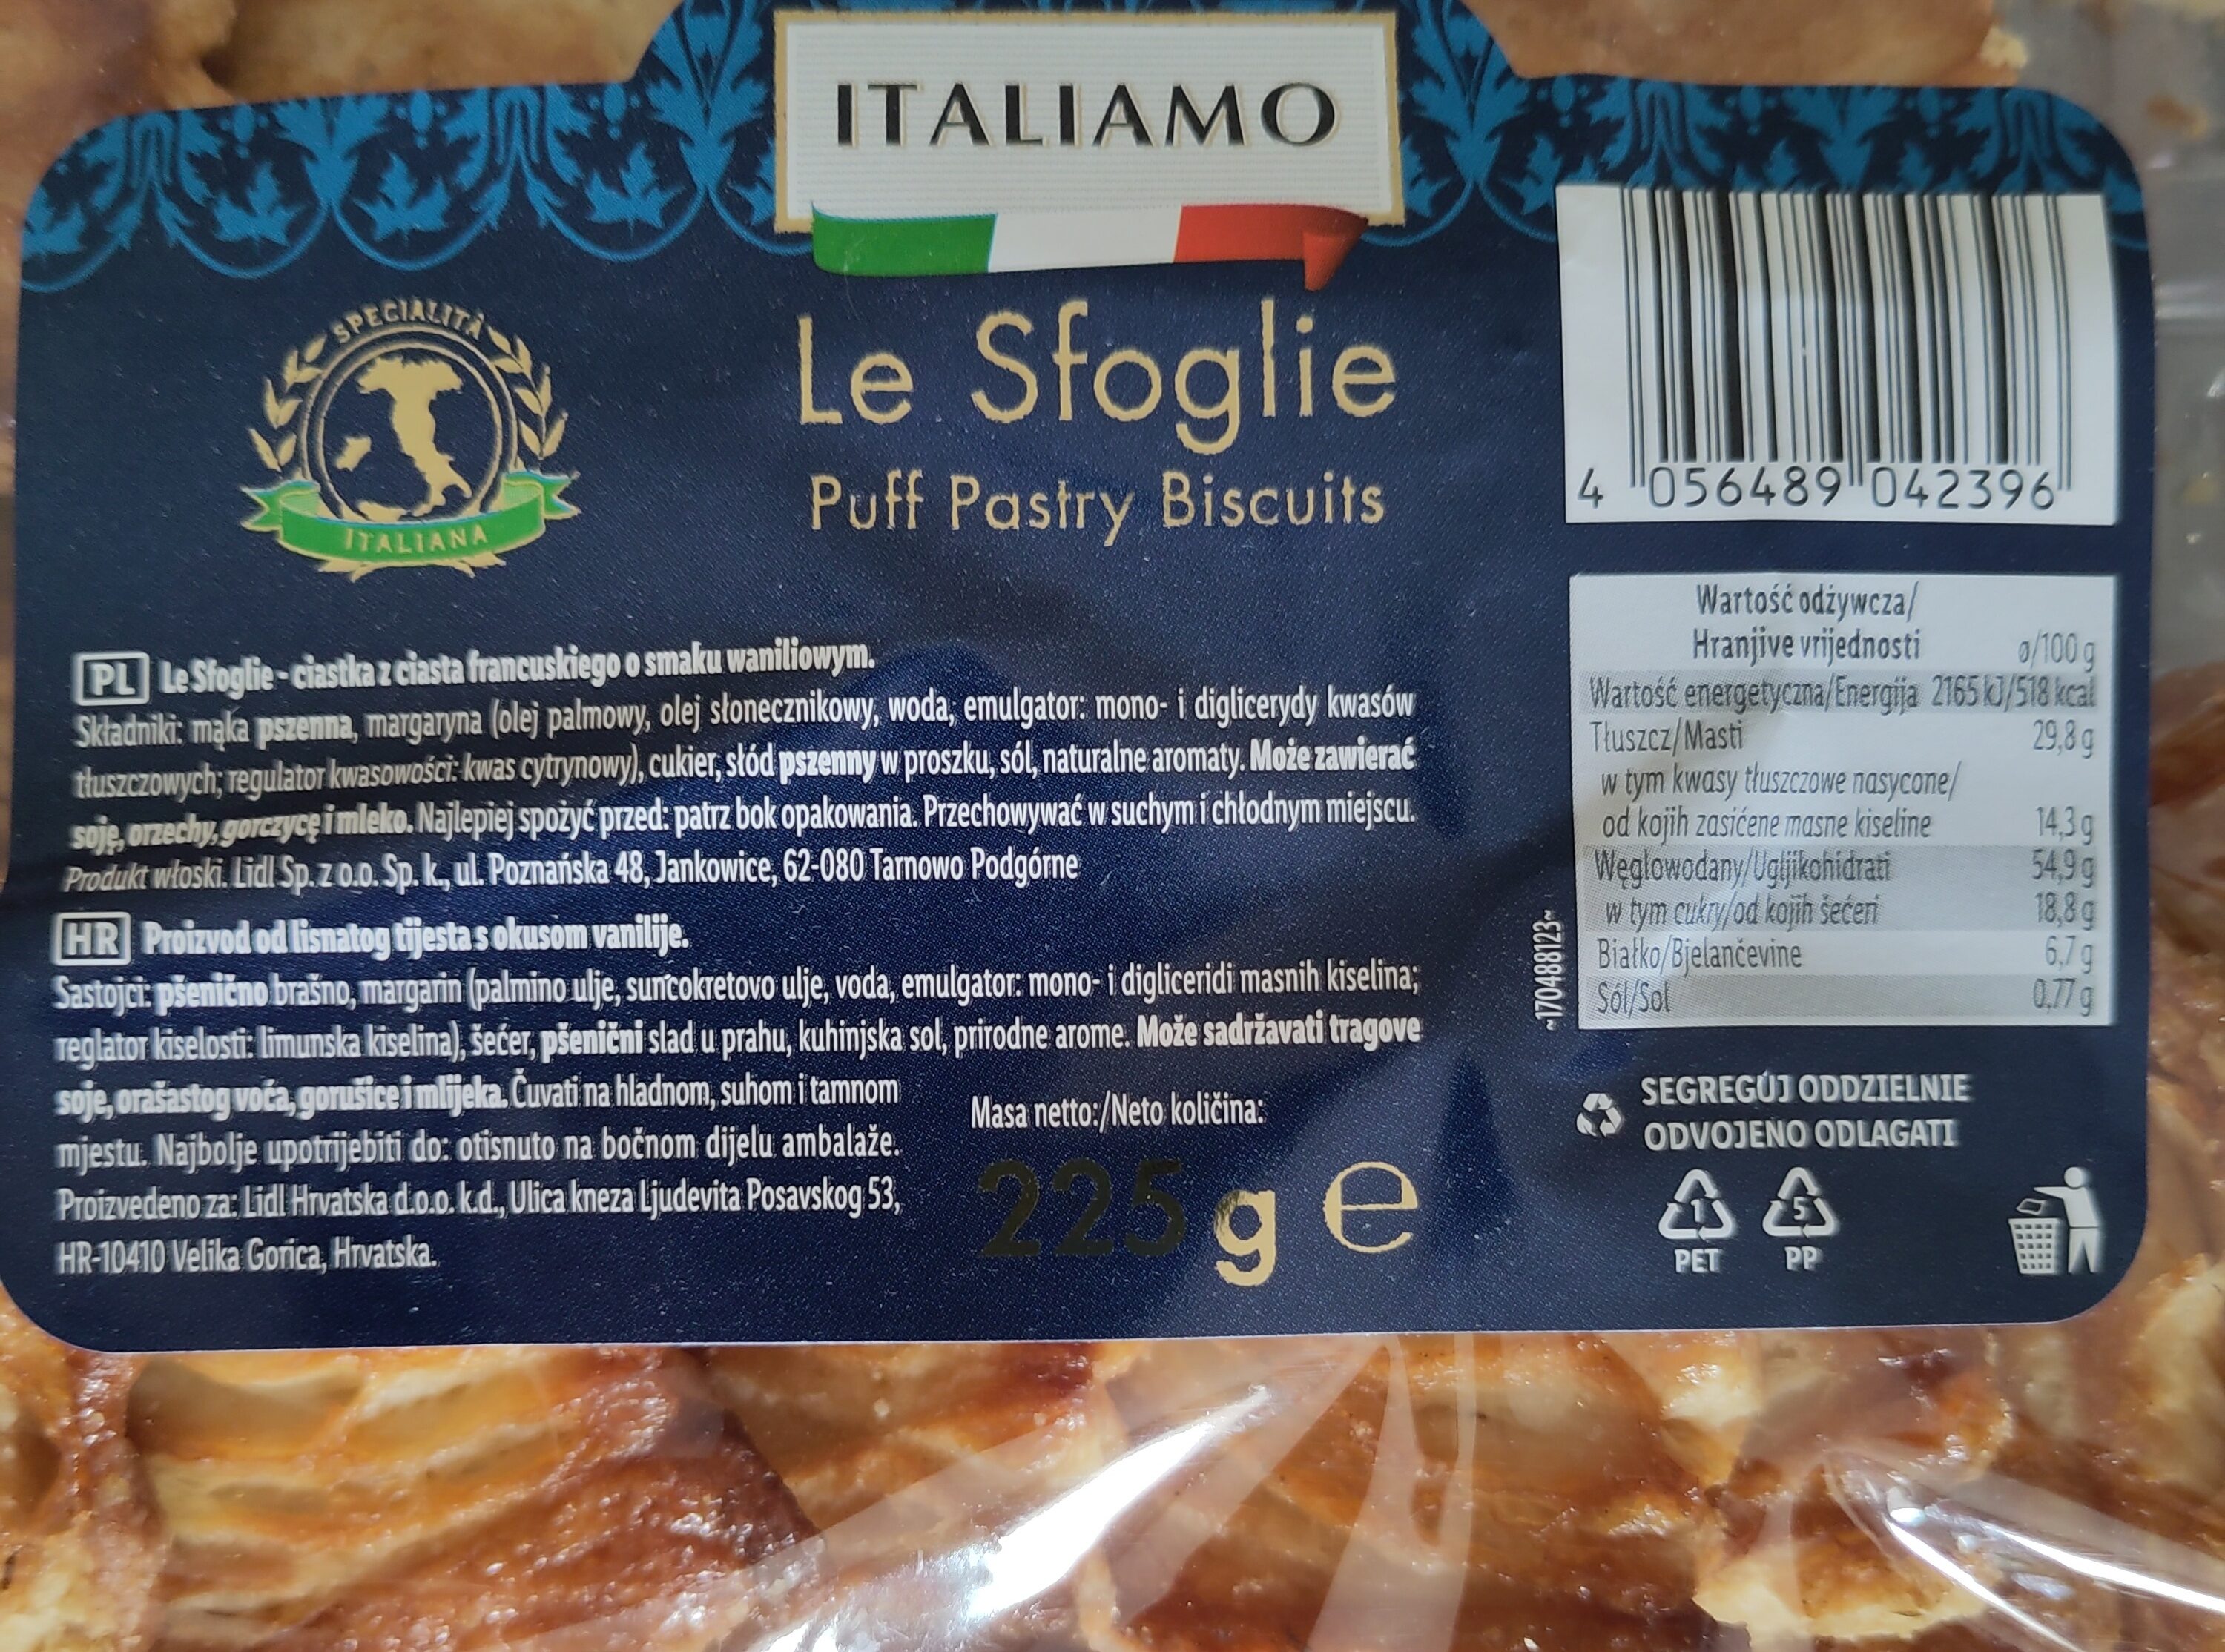 ITALIAMO
SPECIALITÀ
ITALIANA
Le Sfoglie
Puff Pastry Biscuits
4 056489 042396
PL Le Sfoglie - ciastka z ciasta francuskiego o smaku waniliowym.
Składniki: mąka pszenna, margaryna (olej palmowy, olej słonecznikowy, woda, emulgator: mono- i diglicerydy kwasów
tłuszczowych; regulator kwasowości: kwas cytrynowy), cukier, słód pszenny w proszku, sól, naturalne aromaty. Może zawierać
soję, orzechy, gorczycę i mleko. Najlepiej spożyć przed: patrz bok opakowania. Przechowywać w suchym i chłodnym miejscu.
Produkt włoski. Lidl Sp. z o.o. Sp. k., ul. Poznańska 48, Jankowice, 62-080 Tarnowo Podgórne
HR Proizvod od lisnatog tijesta s okusom vanilije.
Sastojci: pšenično brašno, margarin (palmino ulje, suncokretovo ulje, voda, emulgator: mono- i digliceridi masnih kiselina;
reglator kiselosti: limunska kiselina), šećer, pšenični slad u prahu, kuhinjska sol, prirodne arome. Može sadržavati tragove
soje, orašastog voća, gorušice i mlijeka. Čuvati na hladnom, suhom i tamnom
mjestu. Najbolje upotrijebiti do: otisnuto na bočnom dijelu ambalaže.
Proizvedeno za: Lidl Hrvatska d.o.o. k.d., Ulica kneza Ljudevita Posavskog 53,
HR-10410 Velika Gorica, Hrvatska.
Masa netto:/Neto količina:
225 g e
~170488123~
Wartość odżywcza/
Hranjive vrijednosti ø/100 g
Wartość energetyczna/Energija 2165 kJ/518 kcal
Tłuszcz/Masti 29,8 g
w tym kwasy tłuszczowe nasycone/
od kojih zasićene masne kiseline 14,3 g
Węglowodany/Ugljikohidrati 54,9 g
w tym cukry/od kojih šećeri 18,8 g
Białko/Bjelančevine 6,7 g
Sól/Sol 0,77 g
SEGREGUJ ODDZIELNIE
ODVOJENO ODLAGATI
1 5
PET PP